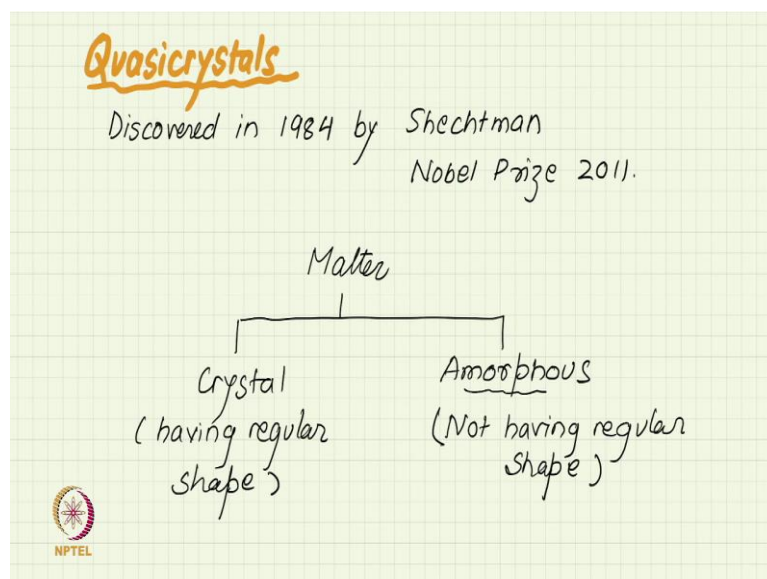 Quasicrystals
Discovered in 1984 by Shechtman
Nobel Prize 2011.
Matter
Crystal
(having regular
shape)
Amorphous
(Not having regular
shape)
NPTEL